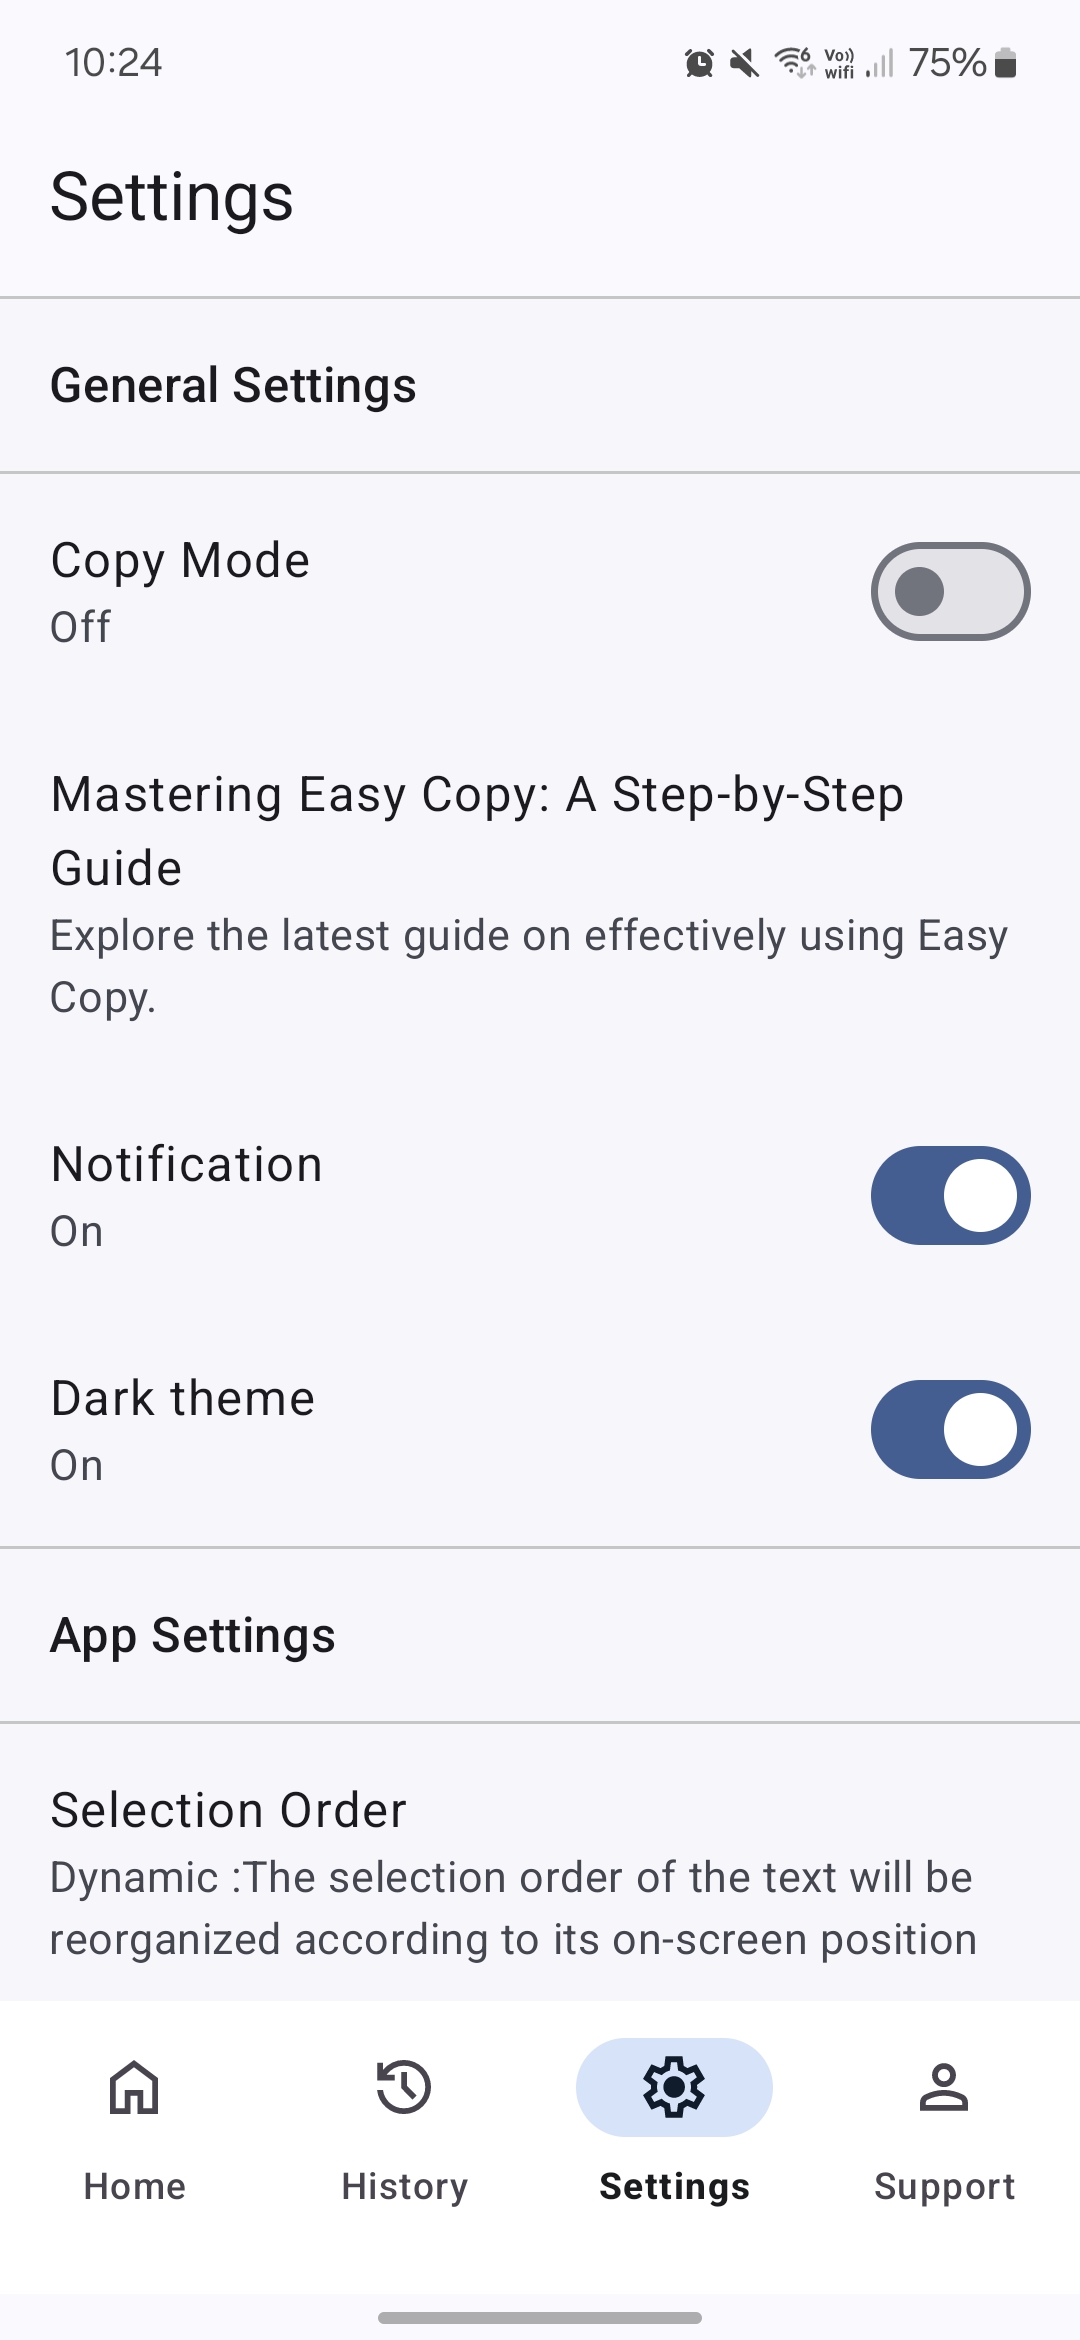 10:24
6 Vo)) wifi 75%
Settings
General Settings
Copy Mode
Off
Mastering Easy Copy: A Step-by-Step
Guide
Explore the latest guide on effectively using Easy
Copy.
Notification
On
Dark theme
On
App Settings
Selection Order
Dynamic :The selection order of the text will be
reorganized according to its on-screen position
Home History Settings Support